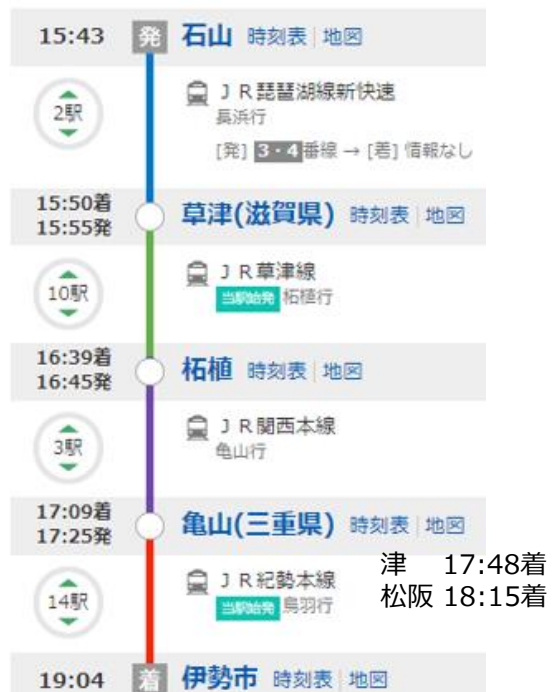 15:43 発 石山 時刻表 | 地図
2駅
ＪＲ琵琶湖線新快速
長浜行
[発] 3・4番線 → [着] 情報なし
15:50着
15:55発
草津(滋賀県) 時刻表 | 地図
10駅
ＪＲ草津線
当駅始発 柘植行
16:39着
16:45発
柘植 時刻表 | 地図
3駅
ＪＲ関西本線
亀山行
17:09着
17:25発
亀山(三重県) 時刻表 | 地図
津 17:48着
松阪 18:15着
14駅
ＪＲ紀勢本線
当駅始発 鳥羽行
19:04 着 伊勢市 時刻表 | 地図